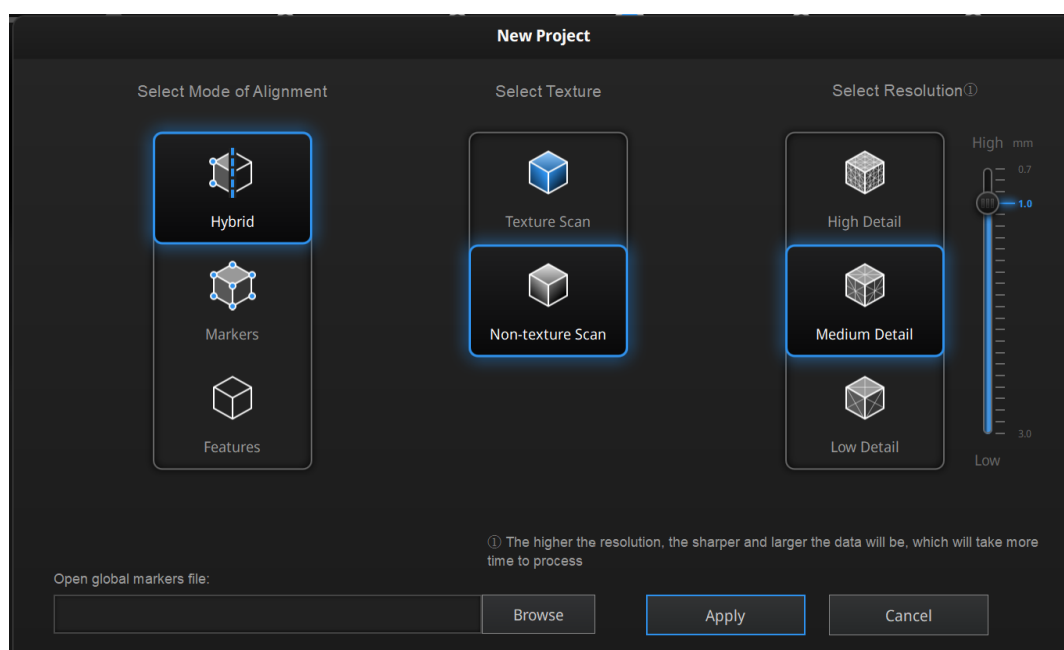 New Project
Select Mode of Alignment
Select Texture
Select Resolution①
Hybrid
Markers
Features
Texture Scan
Non-texture Scan
High Detail
Medium Detail
Low Detail
High mm
0.7
1.0
3.0
Low
① The higher the resolution, the sharper and larger the data will be, which will take more
time to process
Open global markers file:
Browse
Apply
Cancel